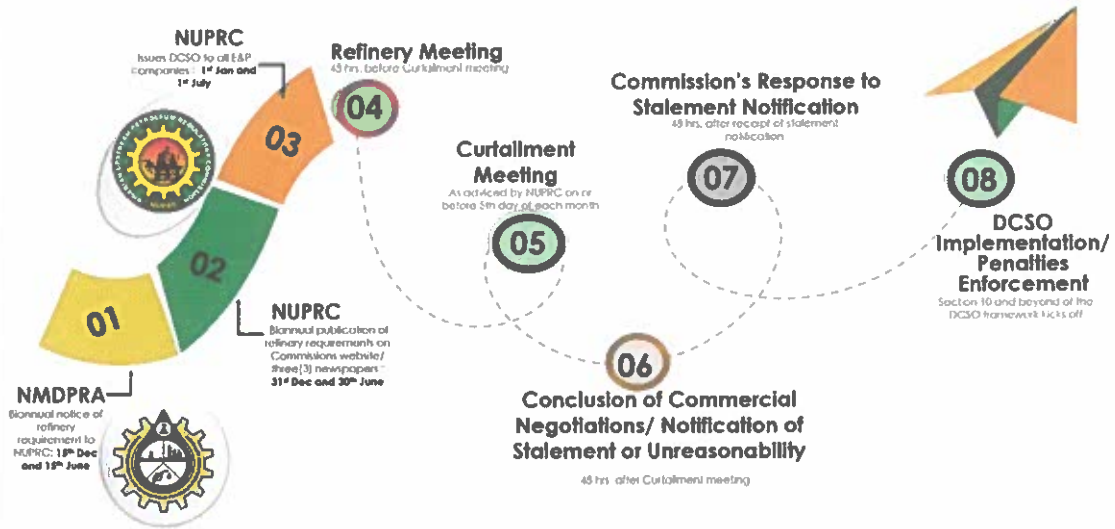 01
NMDPRA
Biannual notice of
refinery
requirement to
NUPRC: 15th Dec
and 15th June
02
NUPRC
Biannual publication of
refinery requirements on
Commissions website/
three(3) newspapers :
31st Dec and 30th June
03
NUPRC
Issues DCSO to all E&P
companies : 1st Jan and
1st July
NUPRC
04
Refinery Meeting
48 hrs. before Curtailment meeting
05
Curtailment
Meeting
As adviced by NUPRC on or
before 5th day of each month
06
Conclusion of Commercial
Negotiations/ Notification of
Stalement or Unreasonability
48 hrs. after Curtailment meeting
07
Commission's Response to
Stalement Notification
48 hrs. after receipt of stalement
notification
08
DCSO
Implementation/
Penalties
Enforcement
Section 10 and beyond of the
DCSO framework kicks off